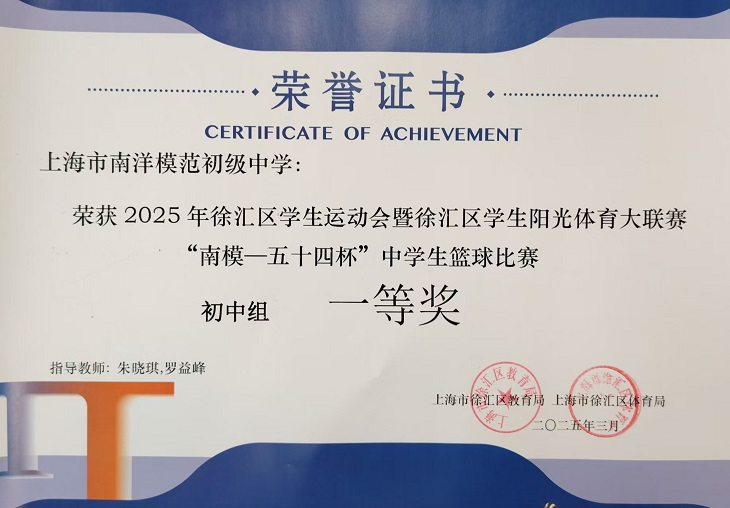 荣誉证书
CERTIFICATE OF ACHIEVEMENT
上海市南洋模范初级中学:
荣获 2025 年徐汇区学生运动会暨徐汇区学生阳光体育大联赛
“南模—五十四杯”中学生篮球比赛
初中组 一等奖
指导教师: 朱晓琪,罗益峰
上海市徐汇区教育局 上海市徐汇区体育局
二〇二五年三月